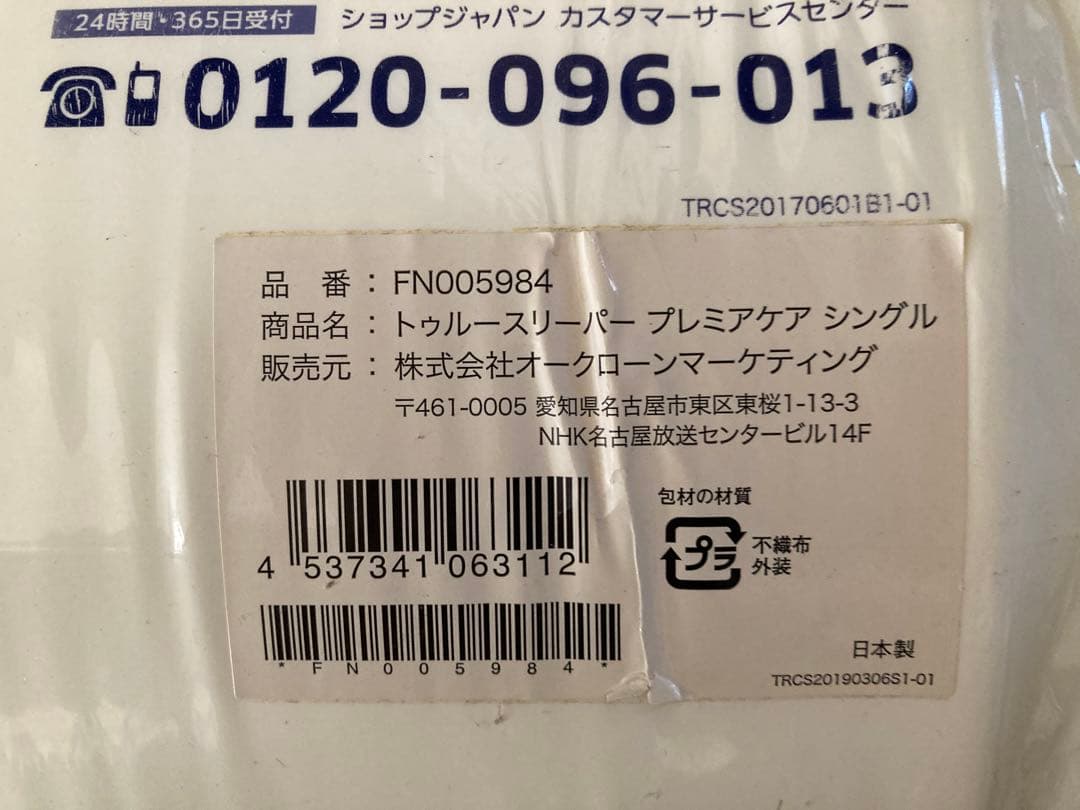 24時間・365日受付 ショップジャパン カスタマーサービスセンター
0120-096-013
TRCS20170601B1-01
品 番 : FN005984
商品名 : トゥルースリーパー プレミアケア シングル
販売元 : 株式会社オークローンマーケティング
〒461-0005 愛知県名古屋市東区東桜1-13-3
NHK名古屋放送センタービル14F
包材の材質
プラ
不織布
外装
4 537341 063112
*FN005984*
日本製
TRCS20190306S1-01